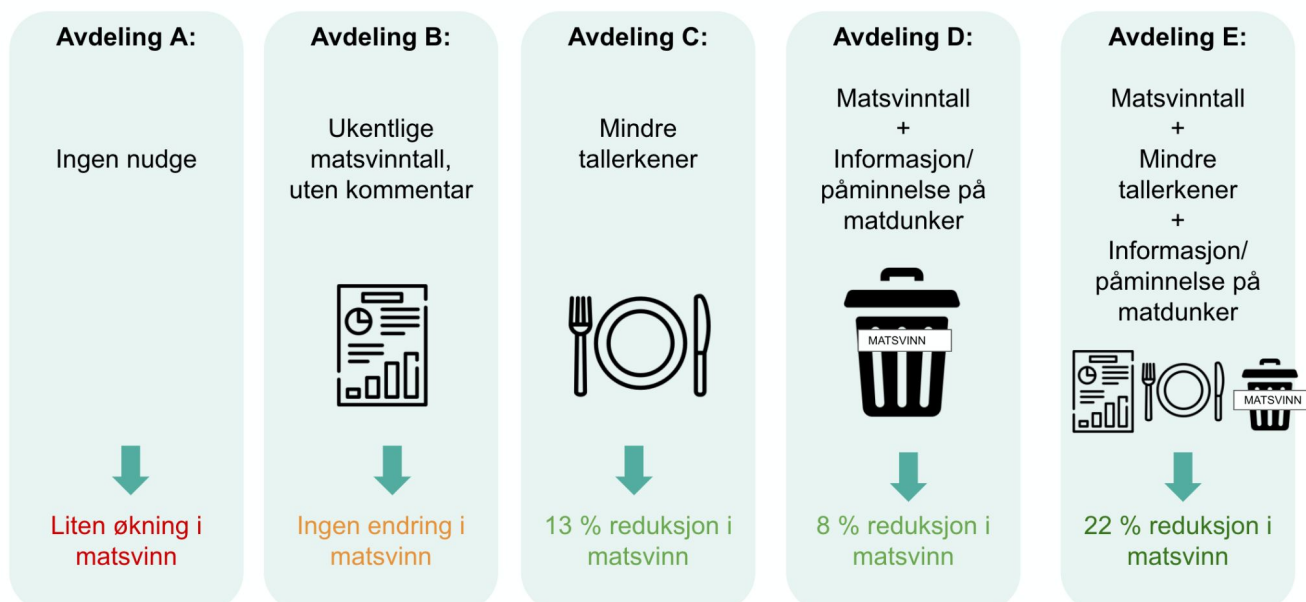 Avdeling A:
Ingen nudge
Liten økning i
matsvinn
Avdeling B:
Ukentlige
matsvinntall,
uten kommentar
Ingen endring i
matsvinn
Avdeling C:
Mindre
tallerkener
13 % reduksjon i
matsvinn
Avdeling D:
Matsvinntall
+
Informasjon/
påminnelse på
matdunker
MATSVINN
8 % reduksjon i
matsvinn
Avdeling E:
Matsvinntall
+
Mindre
tallerkener
+
Informasjon/
påminnelse på
matdunker
MATSVINN
22 % reduksjon i
matsvinn